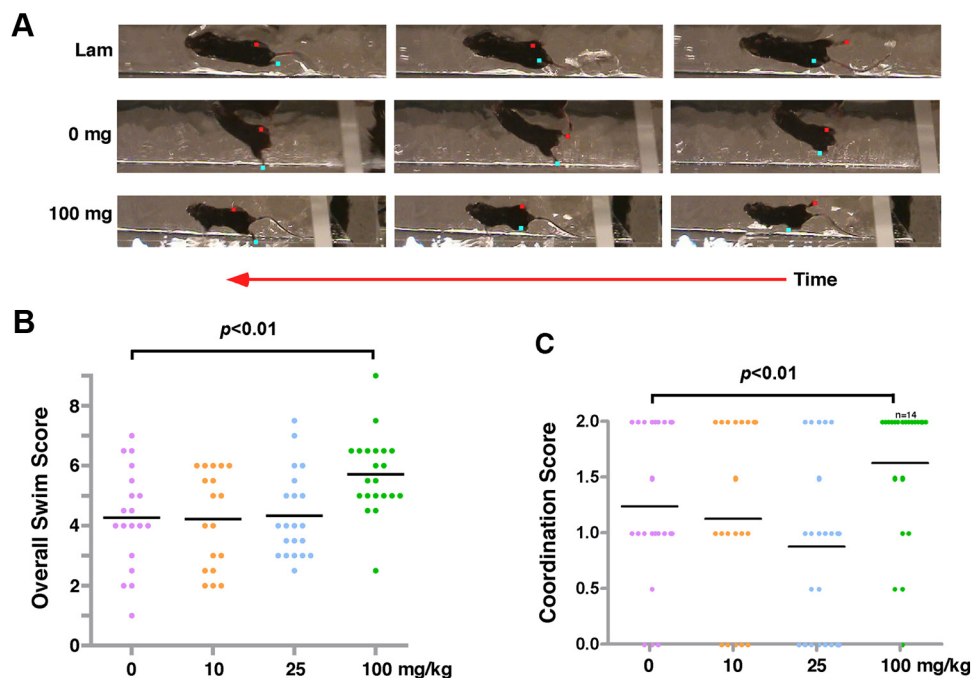 A
Lam
0 mg
100 mg
Time
B
p<0.01
Overall Swim Score
8
6
4
2
0
0 10 25 100 mg/kg
C
p<0.01
n=14
Coordination Score
2.0
1.5
1.0
0.5
0.0
0 10 25 100 mg/kg